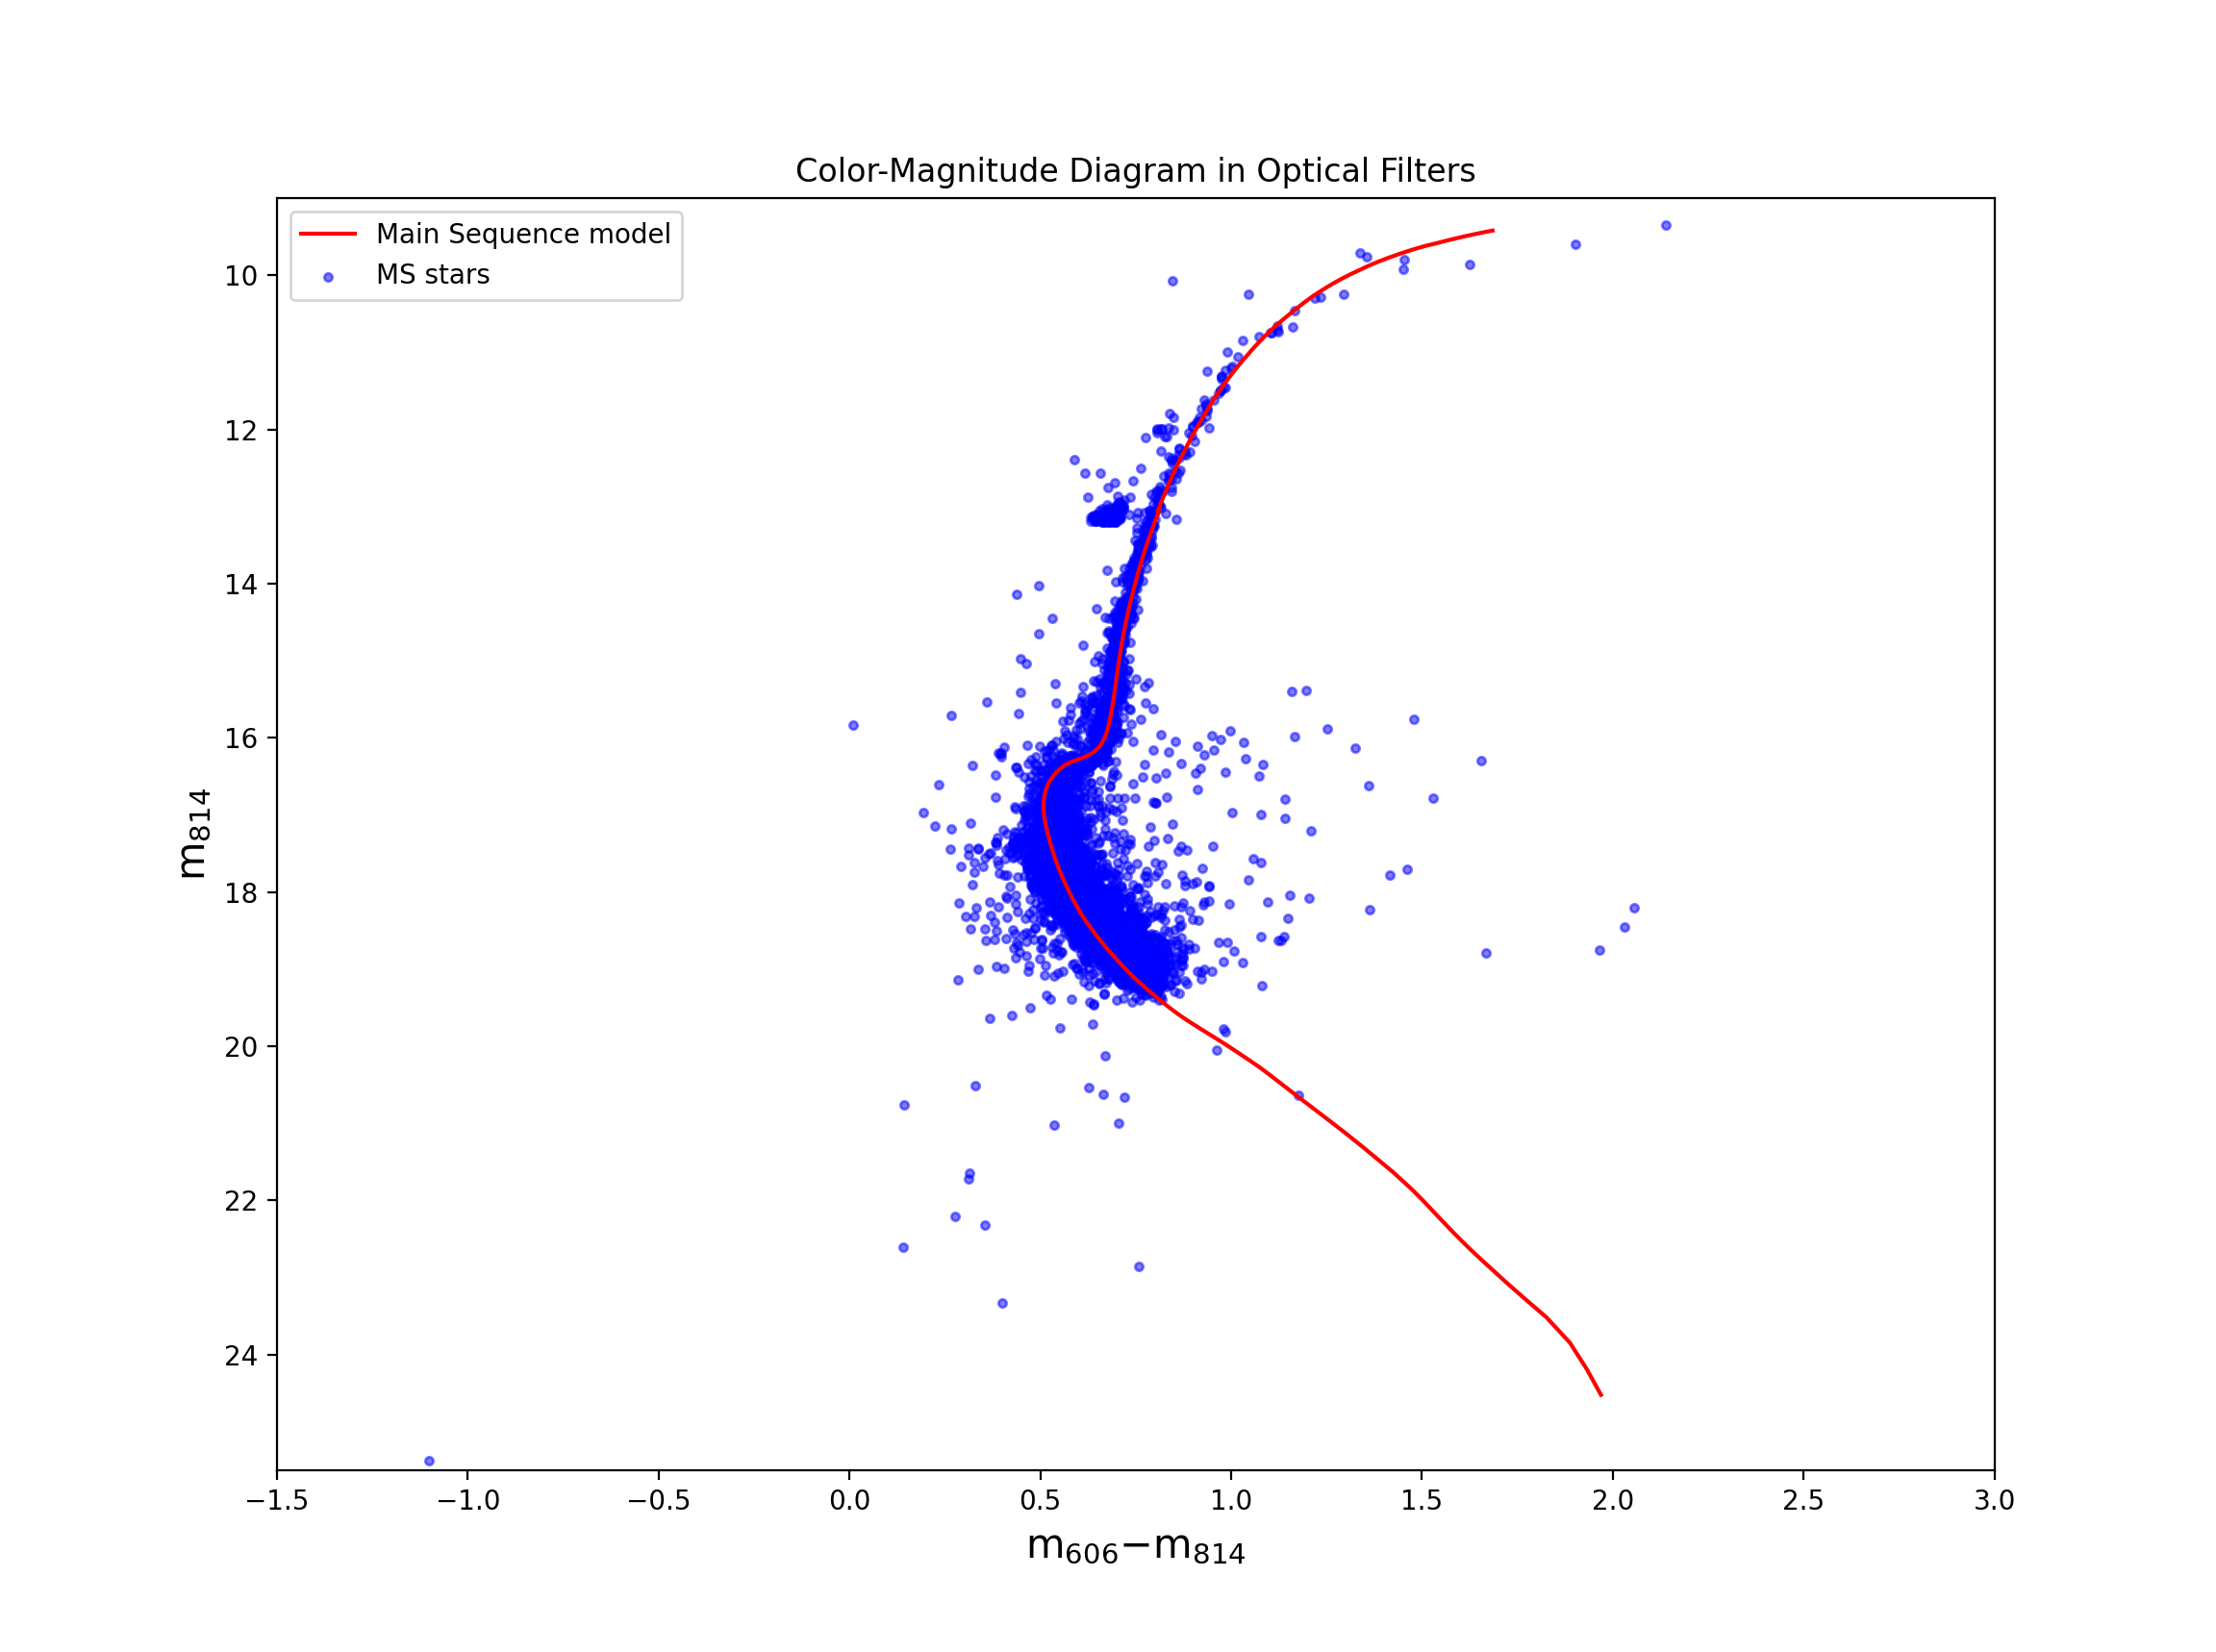 Color-Magnitude Diagram in Optical Filters
Main Sequence model
MS stars
10
12
14
16
18
20
22
24
m₈₁₄
−1.5 −1.0 −0.5 0.0 0.5 1.0 1.5 2.0 2.5 3.0
m₆₀₆−m₈₁₄